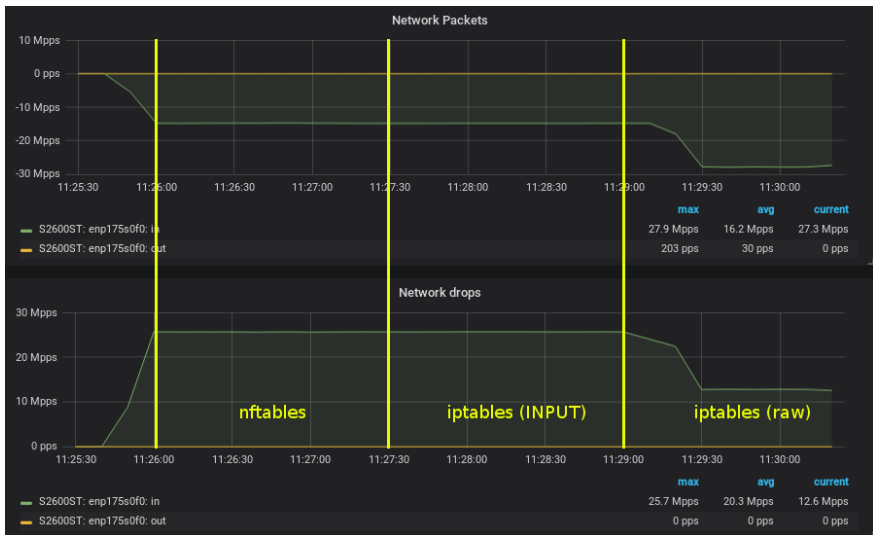 Network Packets
10 Mpps
0 pps
-10 Mpps
-20 Mpps
-30 Mpps
11:25:30 11:26:00 11:26:30 11:27:00 11:27:30 11:28:00 11:28:30 11:29:00 11:29:30 11:30:00
max avg current
S2600ST: enp175s0f0: in 27.9 Mpps 16.2 Mpps 27.3 Mpps
S2600ST: enp175s0f0: out 203 pps 30 pps 0 pps
Network drops
30 Mpps
20 Mpps
10 Mpps
nftables iptables (INPUT) iptables (raw)
0 pps
11:25:30 11:26:00 11:26:30 11:27:00 11:27:30 11:28:00 11:28:30 11:29:00 11:29:30 11:30:00
max avg current
S2600ST: enp175s0f0: in 25.7 Mpps 20.3 Mpps 12.6 Mpps
S2600ST: enp175s0f0: out 0 pps 0 pps 0 pps